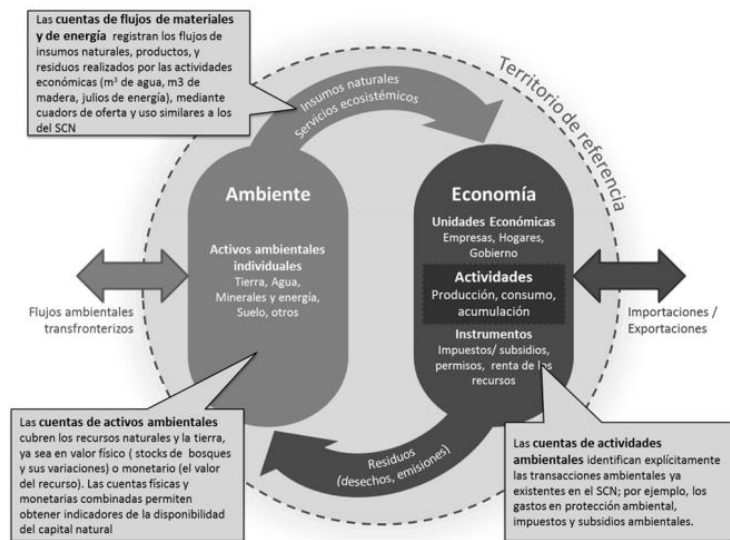 Las cuentas de flujos de materiales
y de energía registran los flujos de
insumos naturales, productos, y
residuos realizados por las actividades
económicas (m³ de agua, m3 de
madera, julios de energía), mediante
cuadors de oferta y uso similares a los
del SCN
Insumos naturales
Servicios ecosistémicos
Territorio de referencia
Ambiente
Activos ambientales
individuales
Tierra, Agua,
Minerales y energía,
Suelo, otros
Economía
Unidades Económicas
Empresas, Hogares,
Gobierno
Actividades
Producción, consumo,
acumulación
Instrumentos
Impuestos/ subsidios,
permisos, renta de los
recursos
Flujos ambientales
transfronterizos
Importaciones /
Exportaciones
Residuos
(desechos, emisiones)
Las cuentas de activos ambientales
cubren los recursos naturales y la tierra,
ya sea en valor físico ( stocks de bosques
y sus variaciones) o monetario (el valor
del recurso). Las cuentas físicas y
monetarias combinadas permiten
obtener indicadores de la disponibilidad
del capital natural
Las cuentas de actividades
ambientales identifican explícitamente
las transacciones ambientales ya
existentes en el SCN; por ejemplo, los
gastos en protección ambiental,
impuestos y subsidios ambientales.